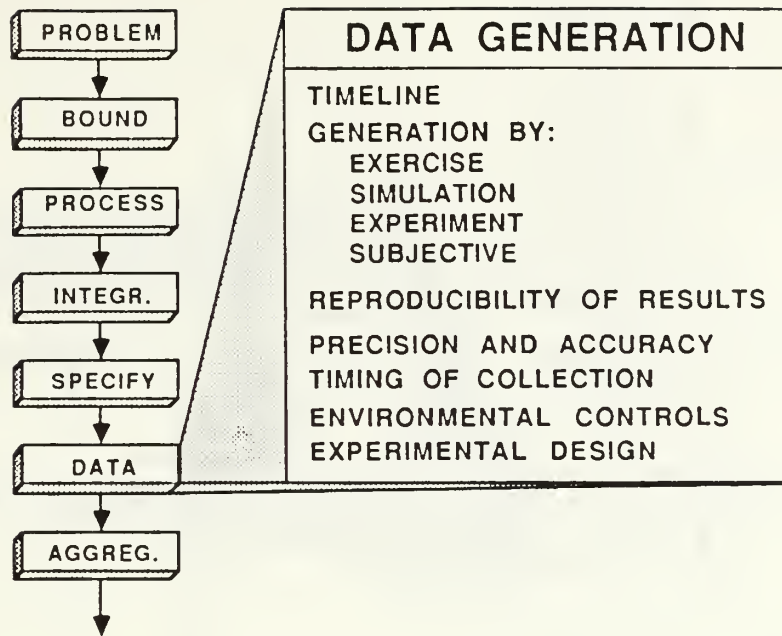 PROBLEM
BOUND
PROCESS
INTEGR.
SPECIFY
DATA
AGGREG.
DATA GENERATION
TIMELINE
GENERATION BY:
EXERCISE
SIMULATION
EXPERIMENT
SUBJECTIVE
REPRODUCIBILITY OF RESULTS
PRECISION AND ACCURACY
TIMING OF COLLECTION
ENVIRONMENTAL CONTROLS
EXPERIMENTAL DESIGN